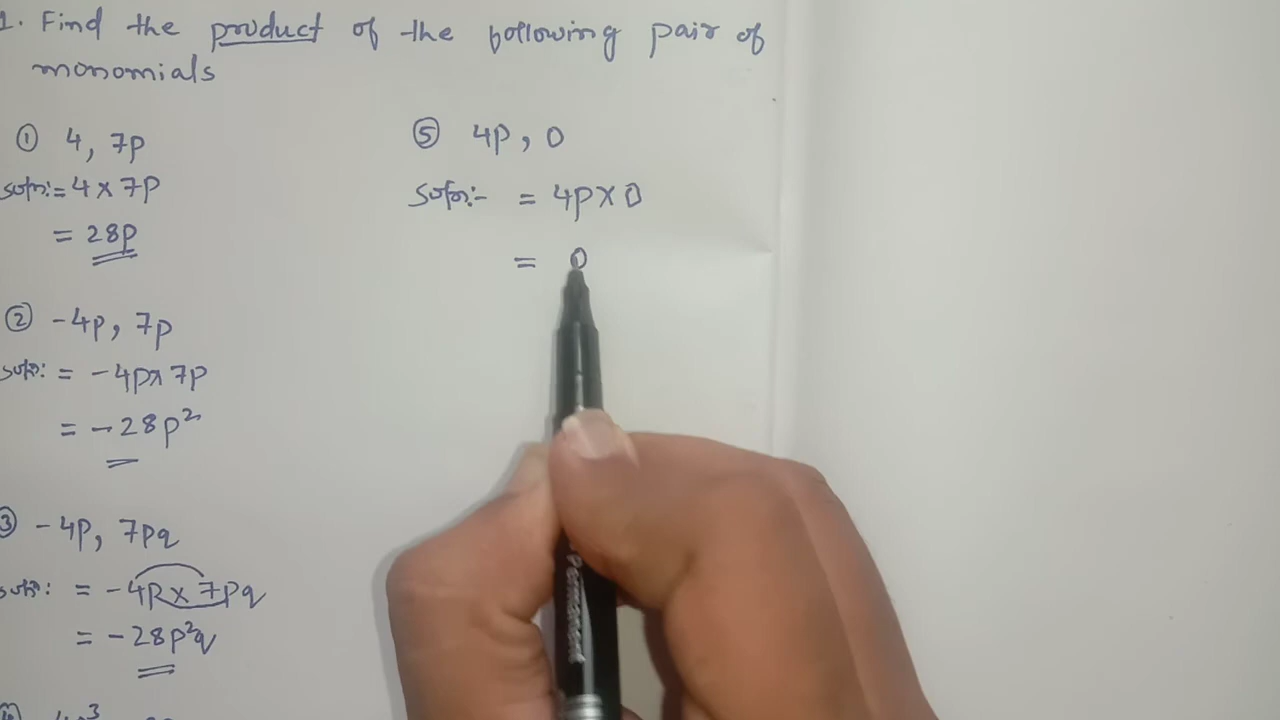 1. Find the product of the following pair of
monomials
① 4, 7p
Soln:= 4 × 7p
= 28p
② -4p, 7p
Soln: = -4p × 7p
= -28p²
③ -4p, 7pq
Soln: = -4p × 7pq
= -28p²q
⑤ 4p, 0
Soln:- = 4p × 0
= 0
Permanent